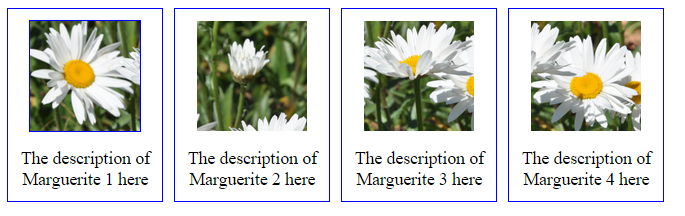 The description of
Marguerite 1 here
The description of
Marguerite 2 here
The description of
Marguerite 3 here
The description of
Marguerite 4 here